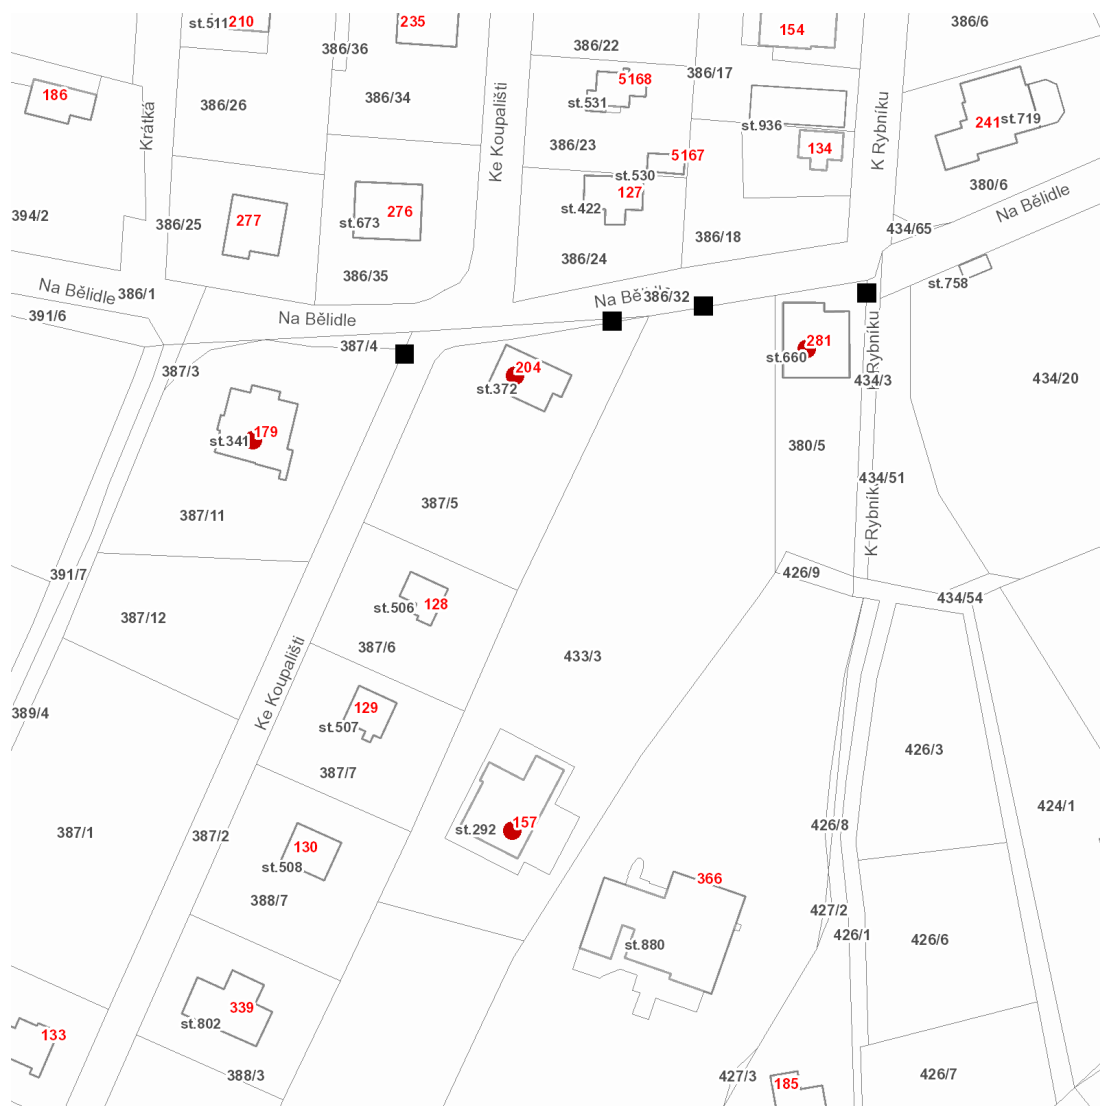 st.511 210
235
154
386/6
386/36
386/22
386/17
5168
186
386/26
386/34
st.531
Krátká
Ke Koupališti
K Rybníku
st.936
241 st.719
134
386/23
5167
st.530
127
380/6
394/2
386/25
277
276
st.673
st.422
Na Bělidle
434/65
386/18
386/24
386/35
st.758
Na Bělidle
386/1
Na Bělidle
386/32
391/6
Na Bělidle
387/4
281
st.660
K Rybníku
387/3
204
st.372
434/3
434/20
179
st.341
380/5
434/51
K Rybníku
387/5
387/11
391/7
426/9
434/54
128
st.506
387/12
387/6
433/3
Ke Koupališti
389/4
129
st.507
387/7
426/3
424/1
387/1
387/2
157
st.292
426/8
130
st.508
366
388/7
427/2
426/1
426/6
st.880
339
st.802
133
388/3
427/3
185
426/7